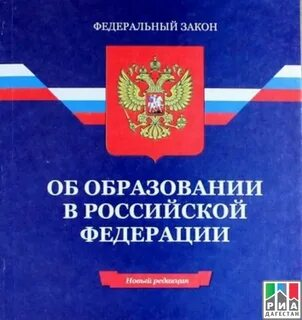 ФЕДЕРАЛЬНЫЙ ЗАКОН
ОБ ОБРАЗОВАНИИ
В РОССИЙСКОЙ
ФЕДЕРАЦИИ
Новая редакция
РИА
ДАГЕСТАН